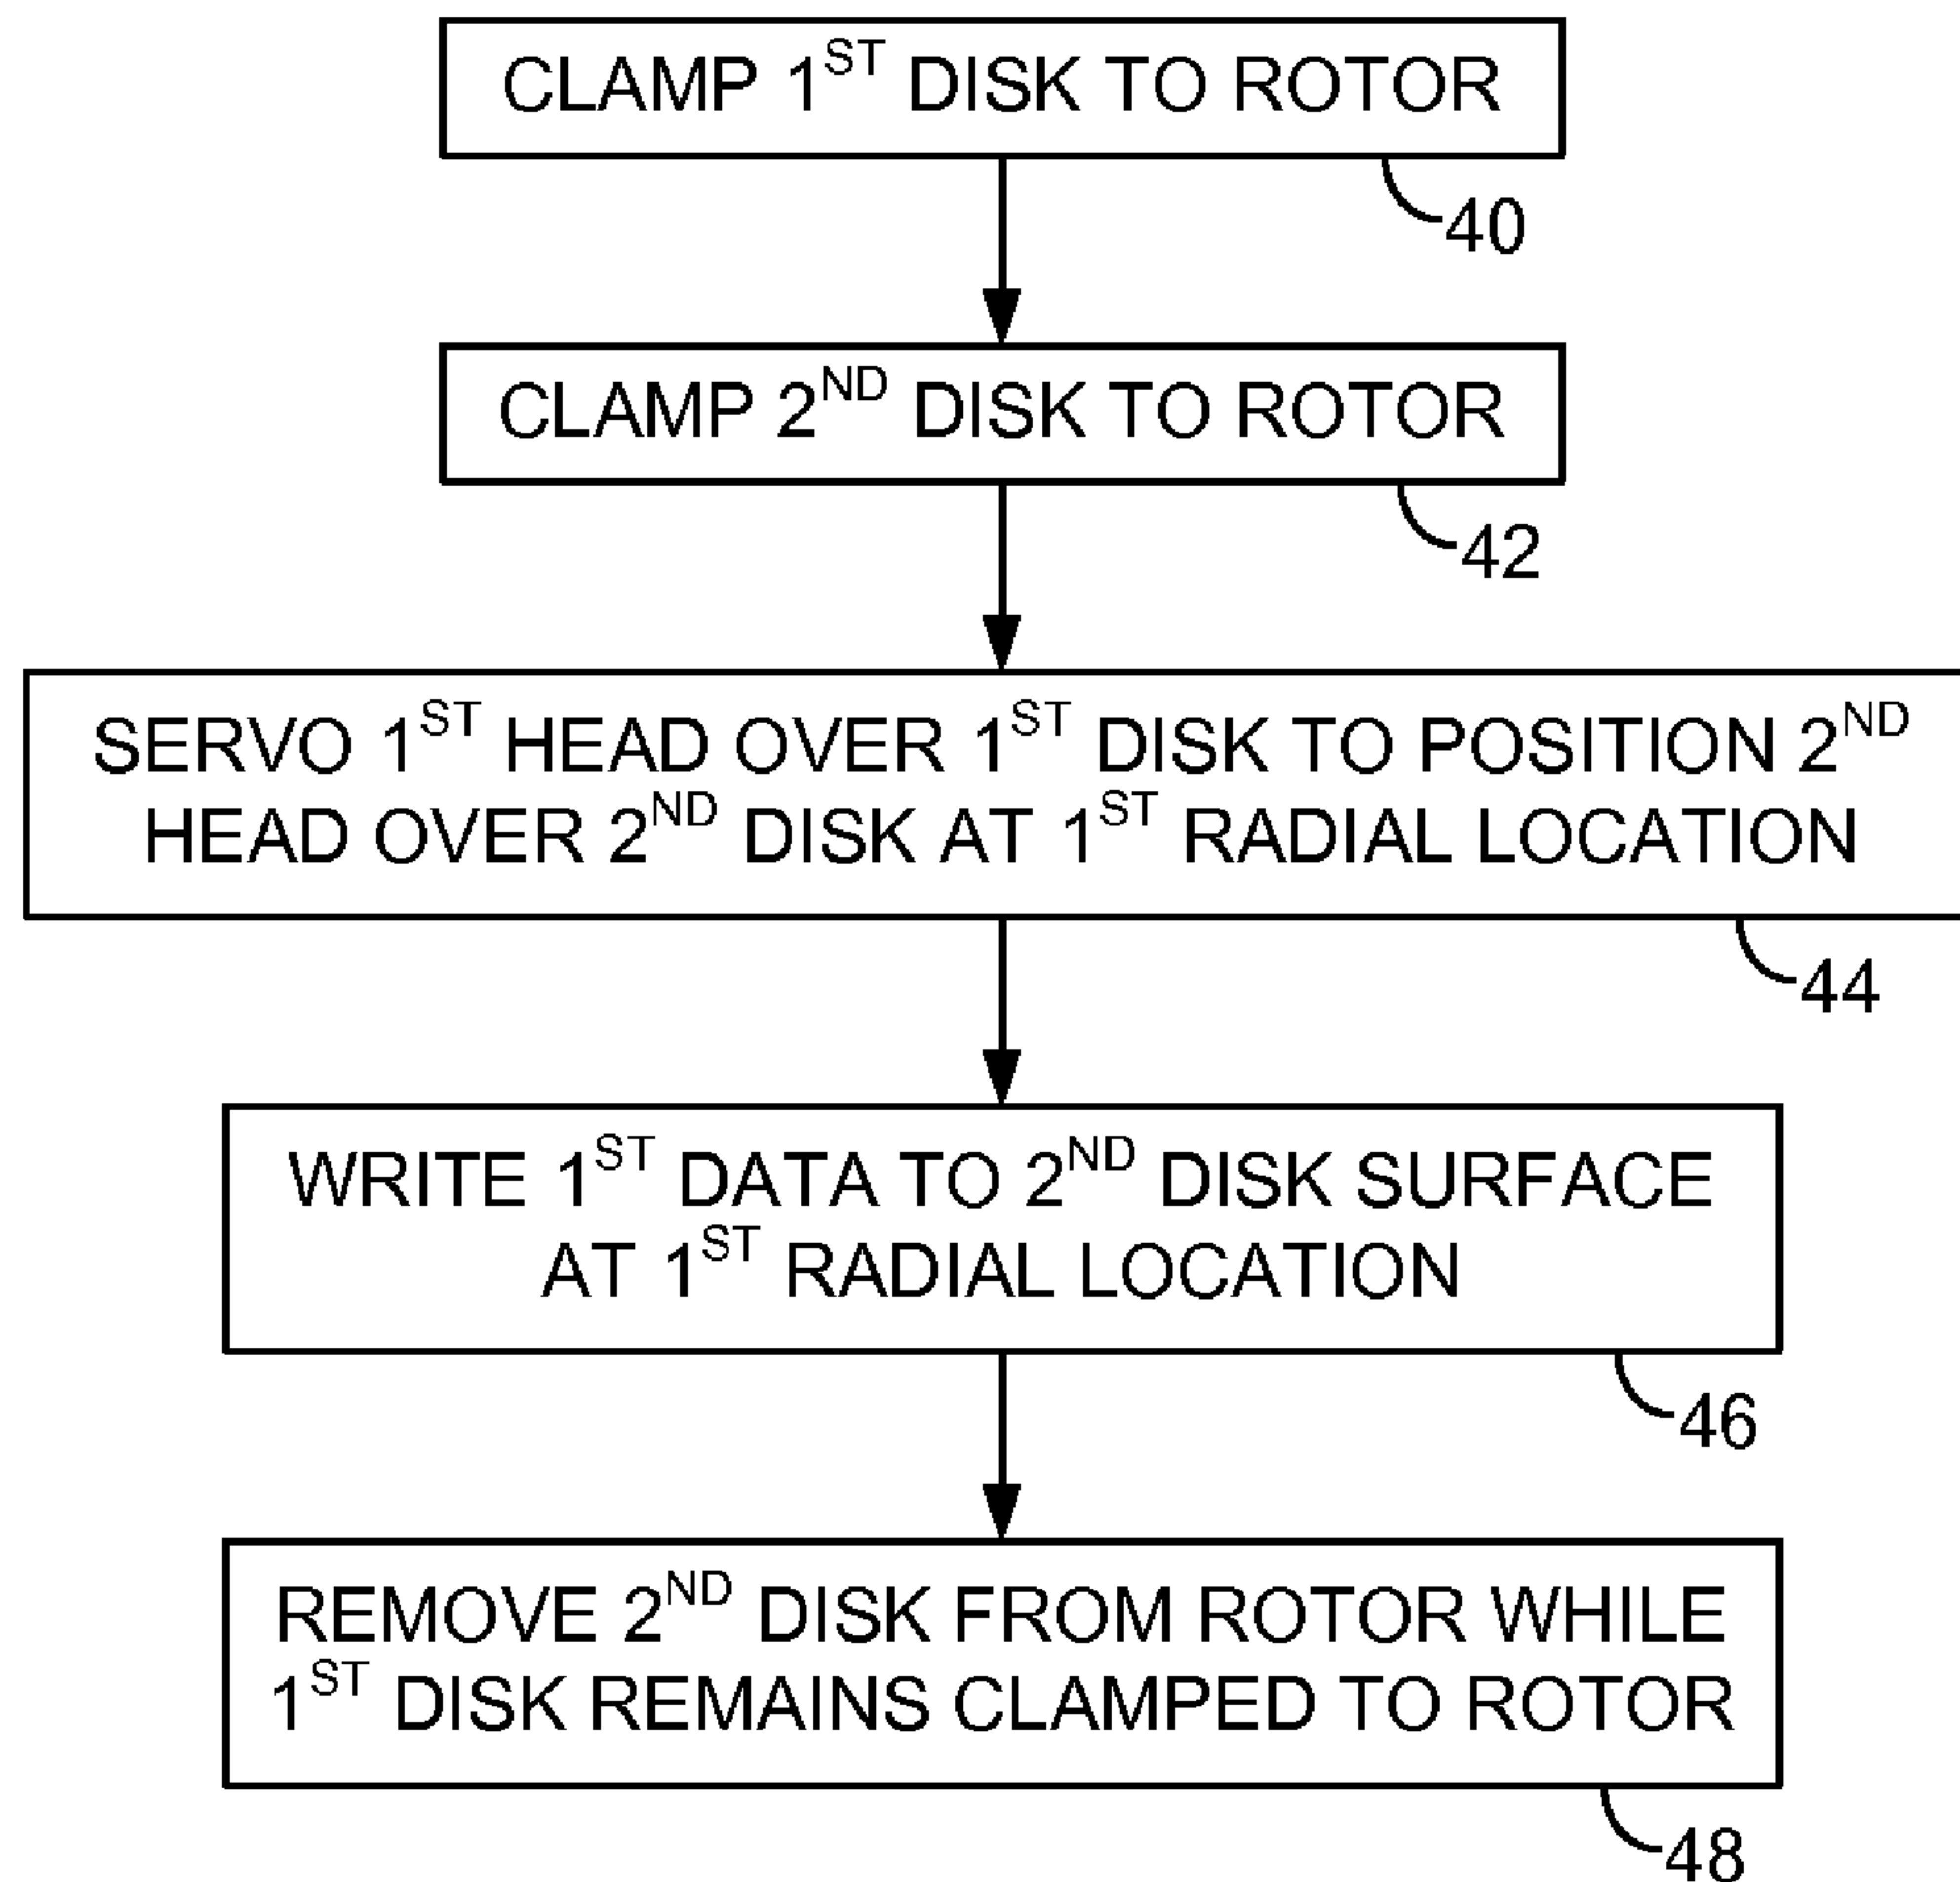 CLAMP 1ST DISK TO ROTOR
40
CLAMP 2ND DISK TO ROTOR
42
SERVO 1ST HEAD OVER 1ST DISK TO POSITION 2ND
HEAD OVER 2ND DISK AT 1ST RADIAL LOCATION
44
WRITE 1ST DATA TO 2ND DISK SURFACE
AT 1ST RADIAL LOCATION
46
REMOVE 2ND DISK FROM ROTOR WHILE
1ST DISK REMAINS CLAMPED TO ROTOR
48